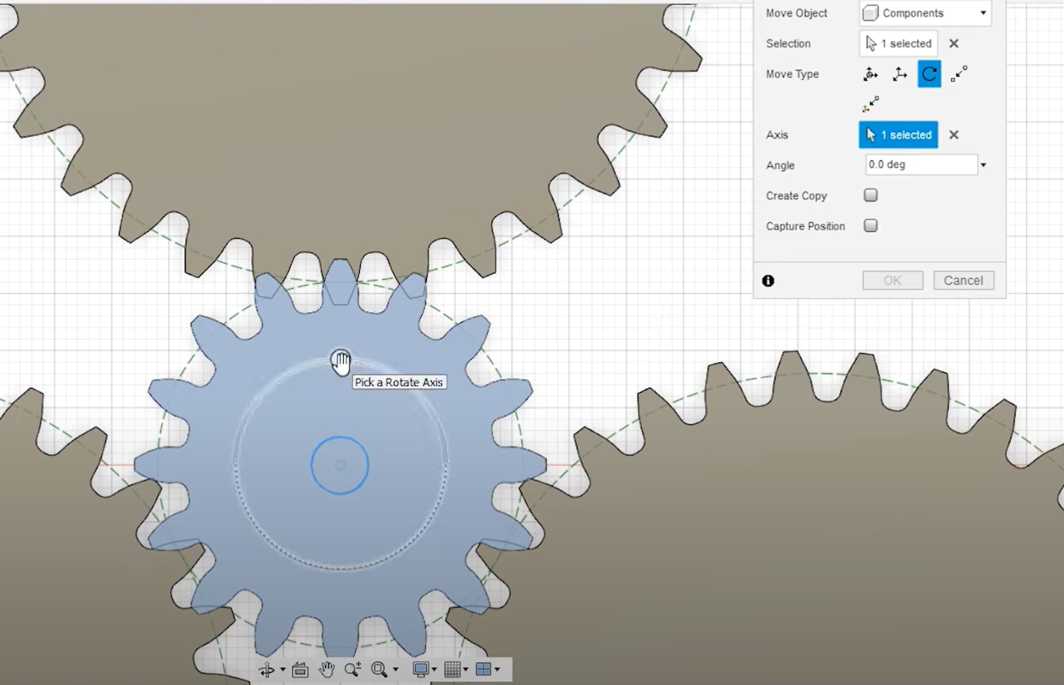 Move Object Components
Selection 1 selected
Move Type
Axis 1 selected
Angle 0.0 deg
Create Copy
Capture Position
OK Cancel
Pick a Rotate Axis